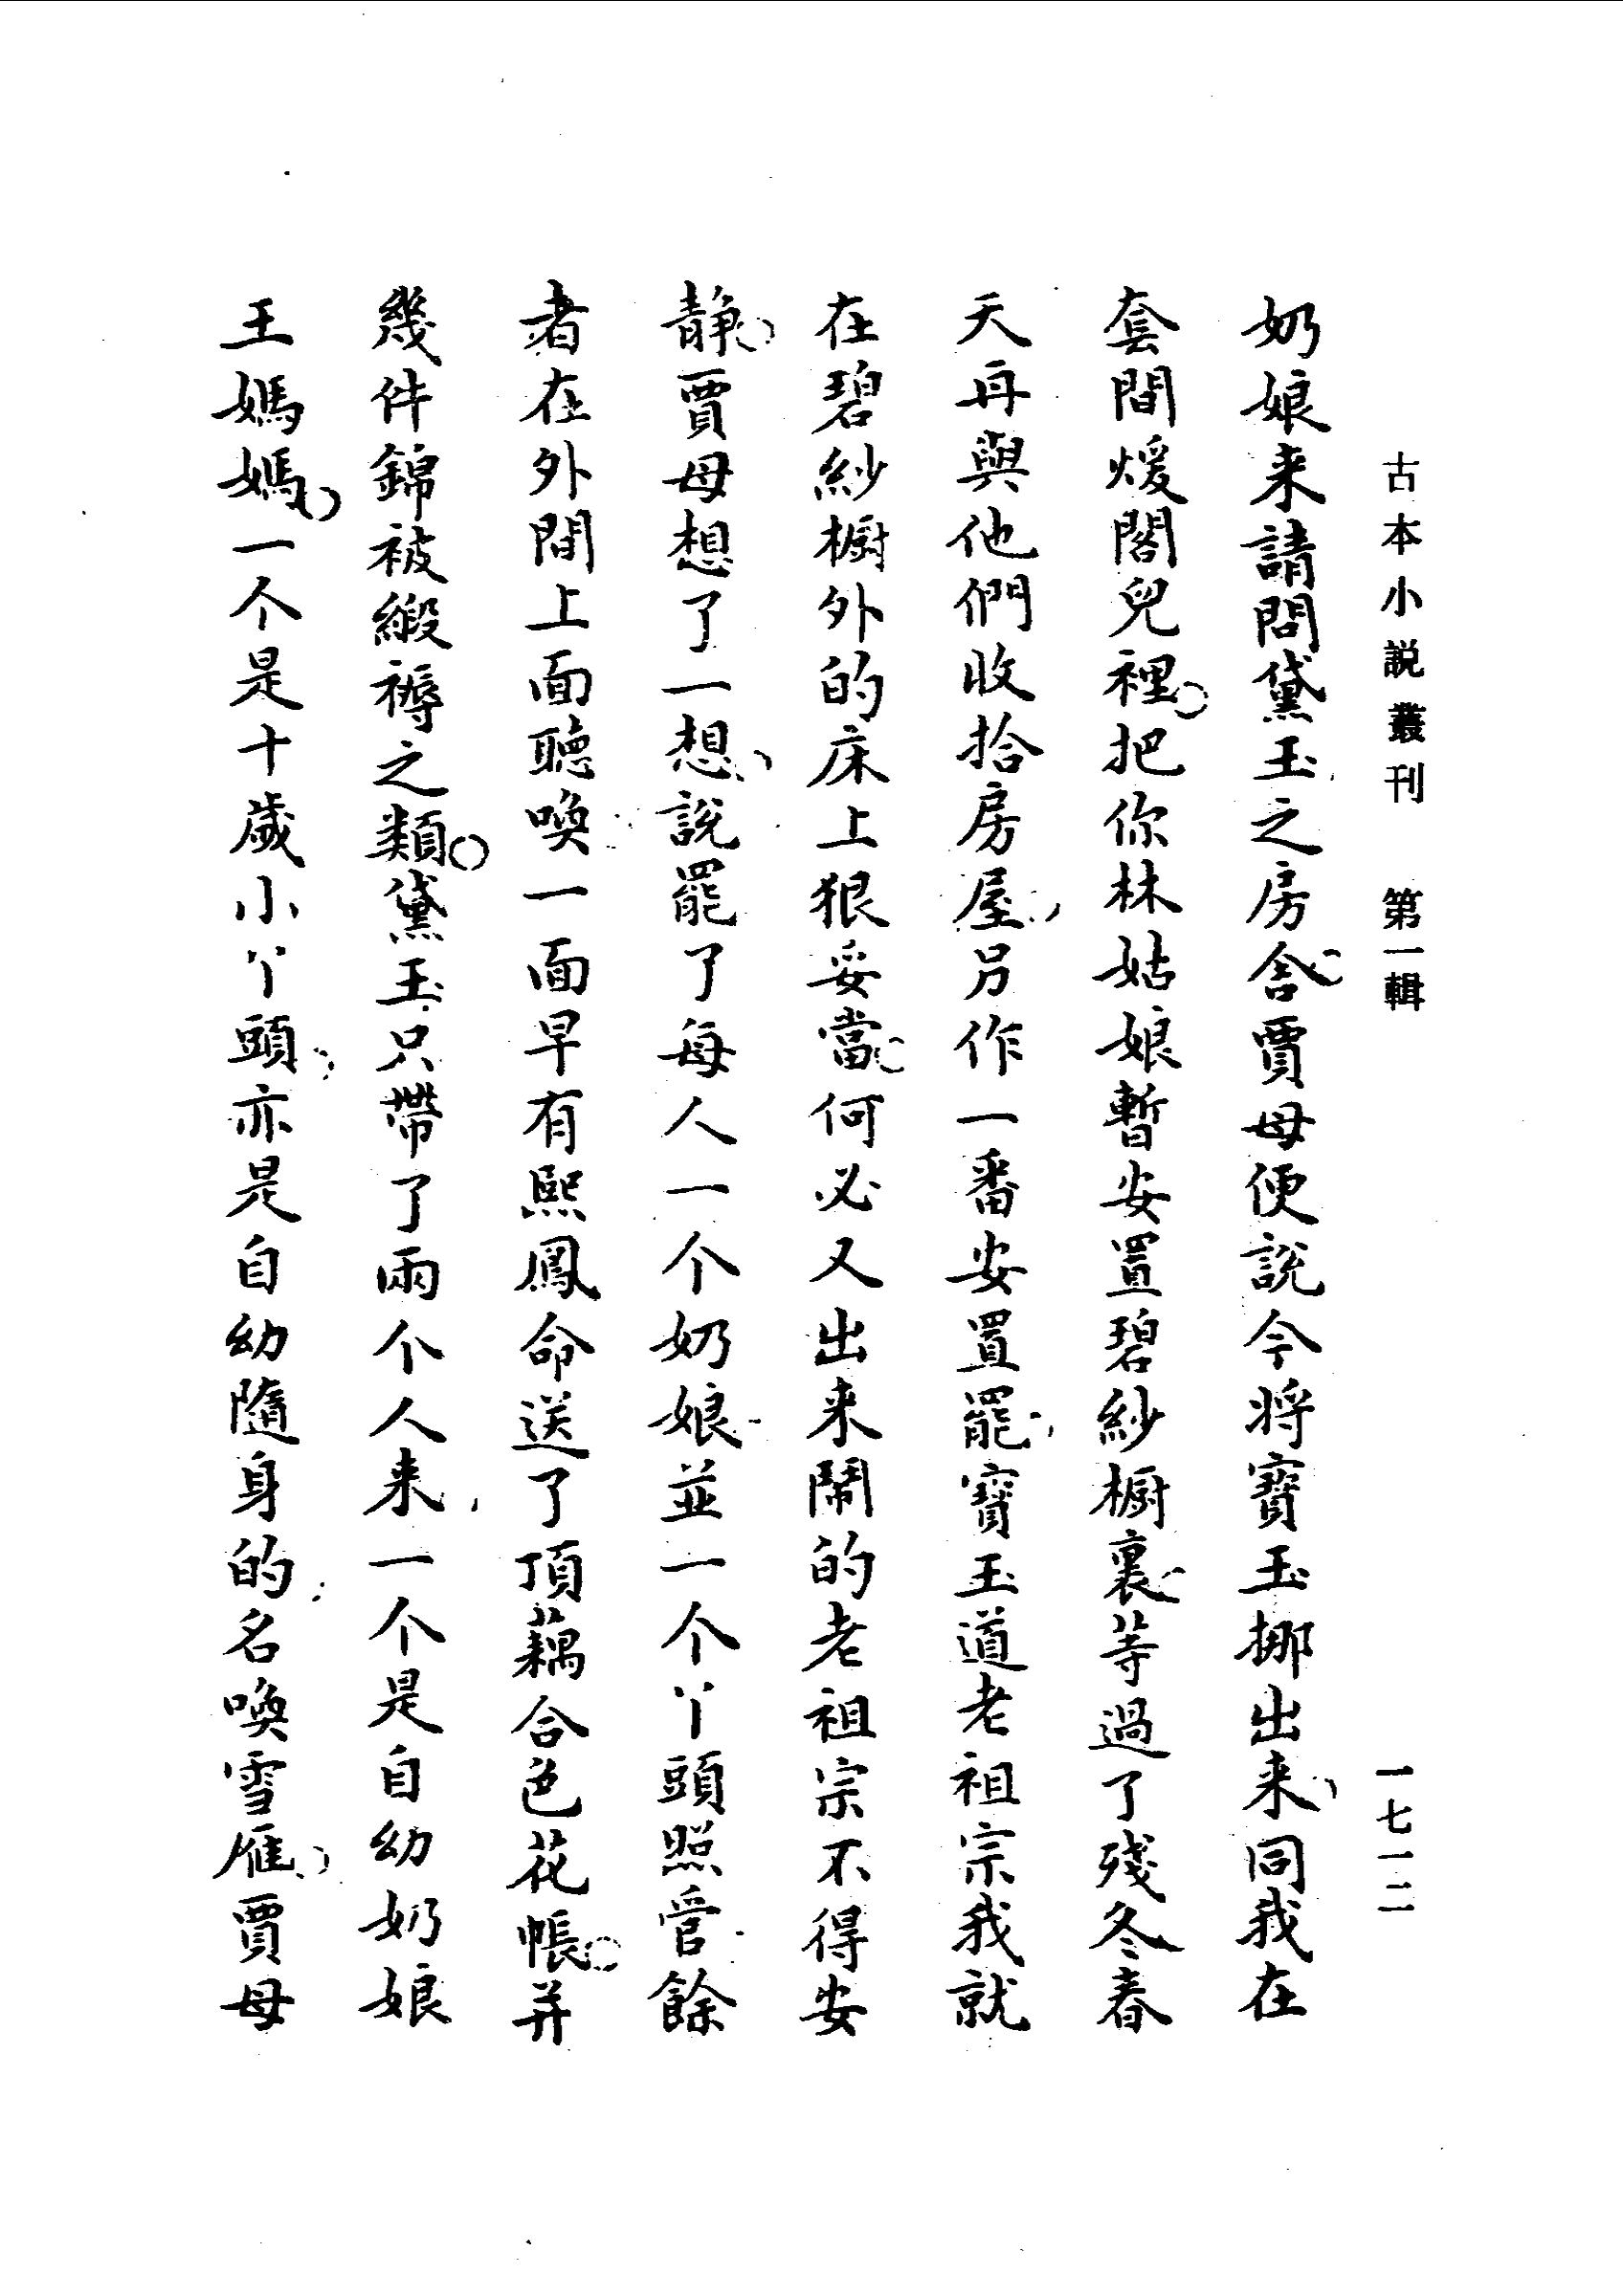 古本小説叢刊 第一輯 一七一二
奶娘来請問黛玉之房舎賈母便説今将寶玉挪出来同我在
套間煖閣兒裡把你林姑娘暫安置碧紗橱裏等過了殘冬春
天再與他們收拾房屋另作一番安置罷寶玉道老祖宗我就
在碧紗橱外的床上狠妥當何必又出来鬧的老祖宗不得安
静賈母想了一想說罷了每人一个奶娘並一个丫頭照管餘
者在外間上面聽喚一面早有熙鳳命送了頂藕合色花帳并
幾件錦被緞褥之類黛玉只帶了兩个人来一个是自幼奶娘
王媽媽一个是十歲小丫頭亦是自幼隨身的名喚雪雁賈母